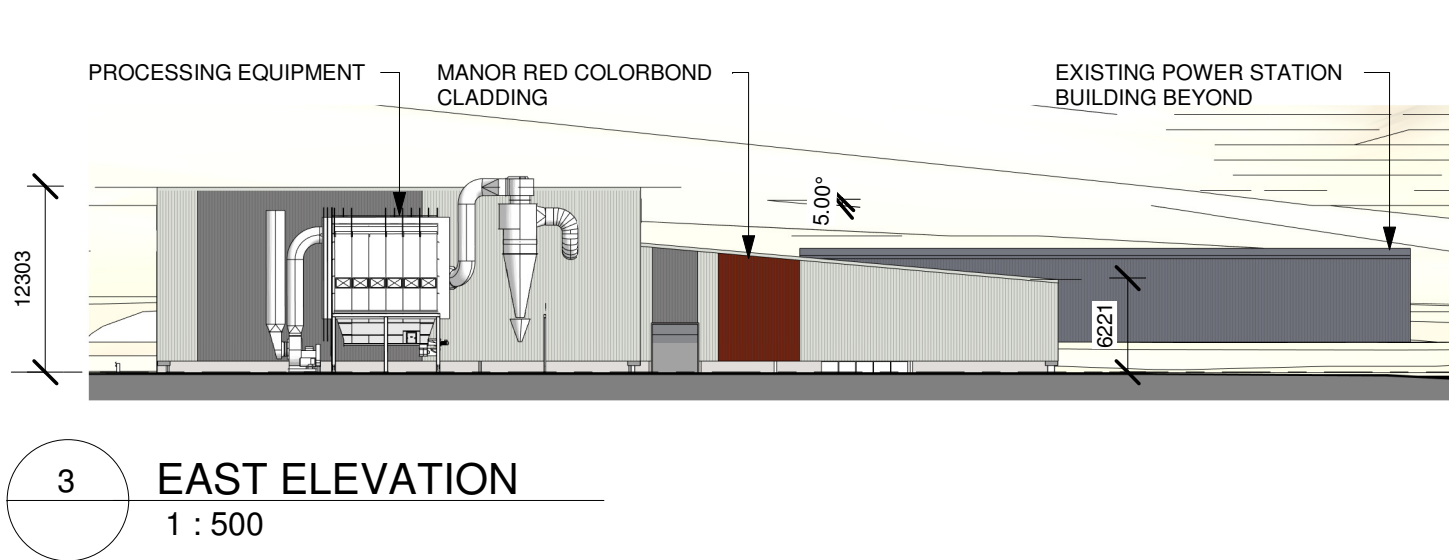 PROCESSING EQUIPMENT
MANOR RED COLORBOND
CLADDING
EXISTING POWER STATION
BUILDING BEYOND
5.00°
12303
6221
3
EAST ELEVATION
1 : 500